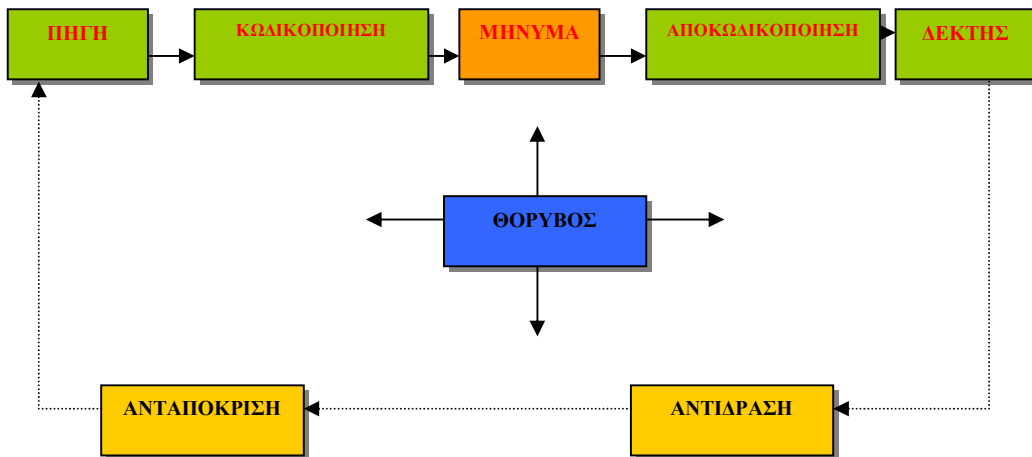 ΠΗΓΗ
ΚΩΔΙΚΟΠΟΙΗΣΗ
ΜΗΝΥΜΑ
ΑΠΟΚΩΔΙΚΟΠΟΙΗΣΗ
ΔΕΚΤΗΣ
ΘΟΡΥΒΟΣ
ΑΝΤΑΠΟΚΡΙΣΗ
ΑΝΤΙΔΡΑΣΗ